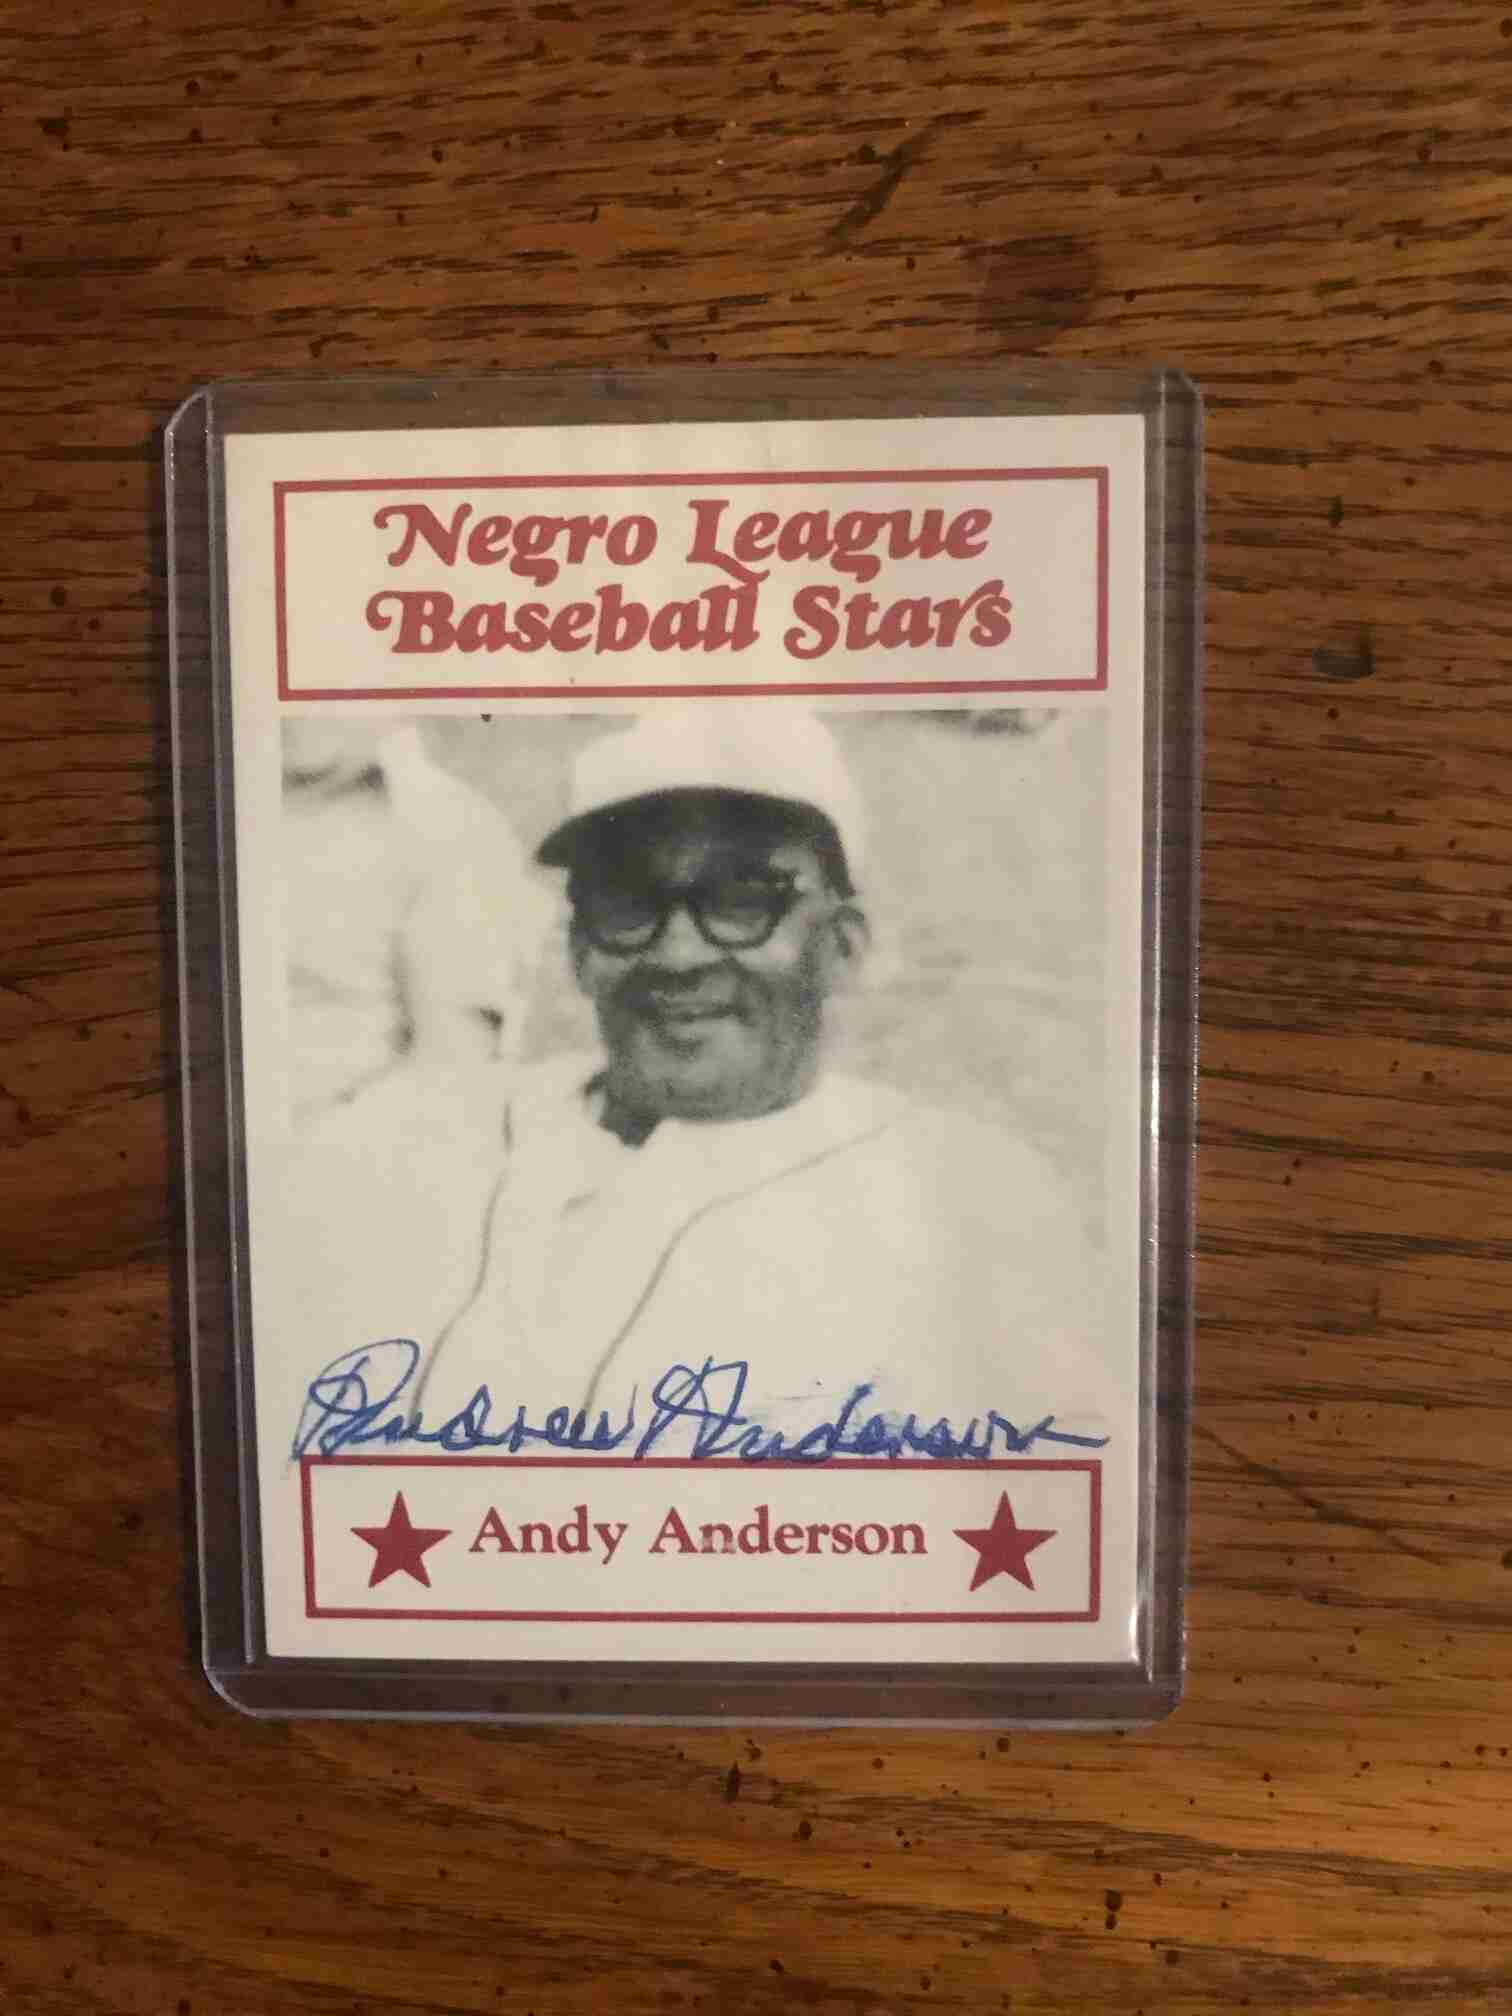 Negro League
Baseball Stars
Andrew Anderson
Andy Anderson